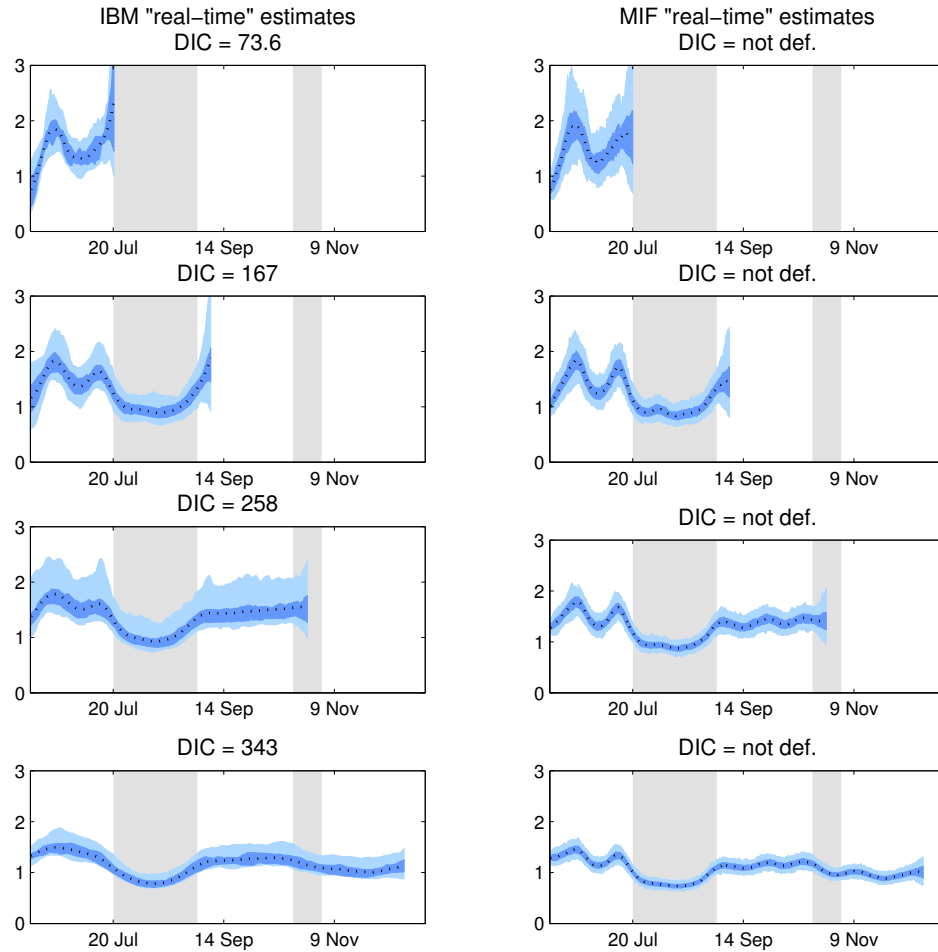 IBM "real−time" estimates
DIC = 73.6
3
2
1
0
20 Jul 14 Sep 9 Nov
MIF "real−time" estimates
DIC = not def.
3
2
1
0
20 Jul 14 Sep 9 Nov
DIC = 167
3
2
1
0
20 Jul 14 Sep 9 Nov
DIC = not def.
3
2
1
0
20 Jul 14 Sep 9 Nov
DIC = 258
3
2
1
0
20 Jul 14 Sep 9 Nov
DIC = not def.
3
2
1
0
20 Jul 14 Sep 9 Nov
DIC = 343
3
2
1
0
20 Jul 14 Sep 9 Nov
DIC = not def.
3
2
1
0
20 Jul 14 Sep 9 Nov